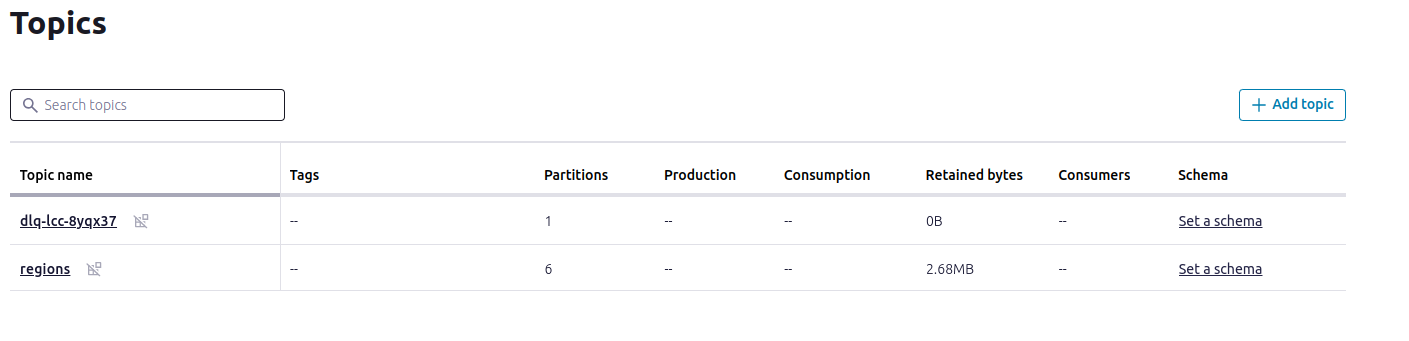 Topics
Search topics
Add topic
Topic name Tags Partitions Production Consumption Retained bytes Consumers Schema
dlq-lcc-8yqx37 -- 1 -- -- 0B -- Set a schema
regions -- 6 -- -- 2.68MB -- Set a schema